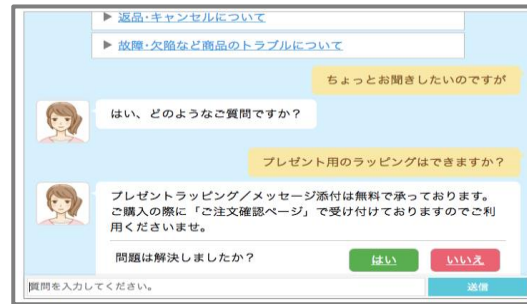 ▶ 返品･キャンセルについて
▶ 故障･欠陥など商品のトラブルについて
ちょっとお聞きしたいのですが
はい、どのようなご質問ですか？
プレゼント用のラッピングはできますか？
プレゼントラッピング／メッセージ添付は無料で承っております。
ご購入の際に「ご注文確認ページ」で受け付けておりますのでご利
用くださいませ。
問題は解決しましたか？
はい
いいえ
質問を入力してください。
送信